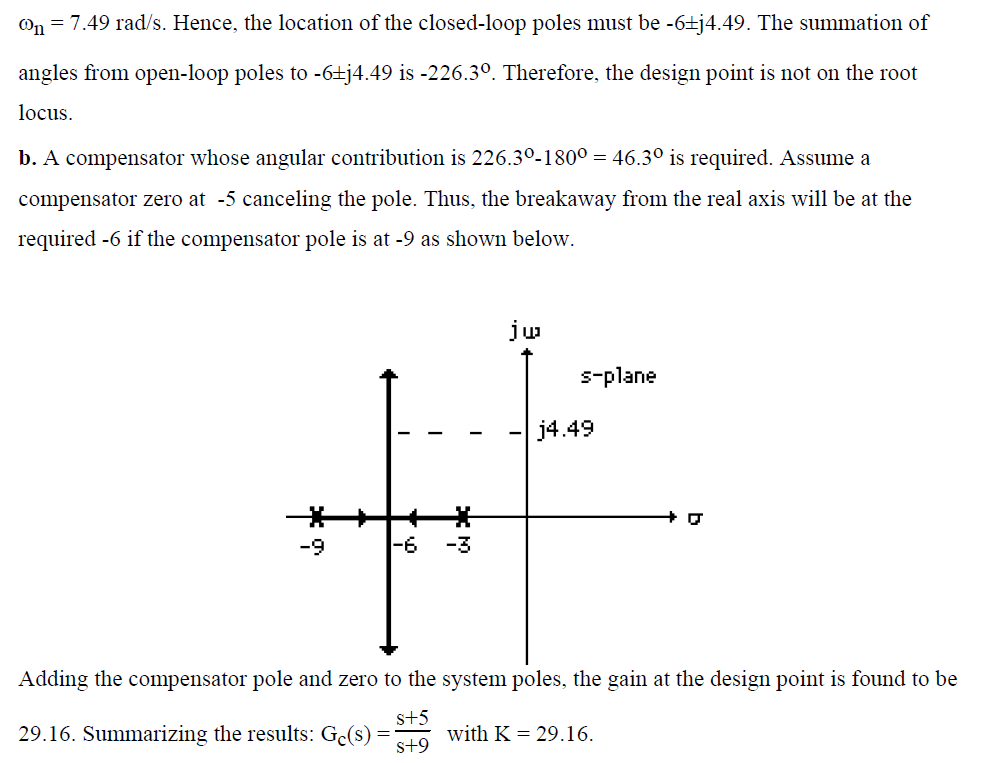 ωn = 7.49 rad/s. Hence, the location of the closed-loop poles must be -6±j4.49. The summation of
angles from open-loop poles to -6±j4.49 is -226.3o. Therefore, the design point is not on the root
locus.
b. A compensator whose angular contribution is 226.3o-180o = 46.3o is required. Assume a
compensator zero at -5 canceling the pole. Thus, the breakaway from the real axis will be at the
required -6 if the compensator pole is at -9 as shown below.
jω
s-plane
j4.49
σ
-9 -6 -3
Adding the compensator pole and zero to the system poles, the gain at the design point is found to be
29.16. Summarizing the results: Gc(s) = s+5/s+9 with K = 29.16.